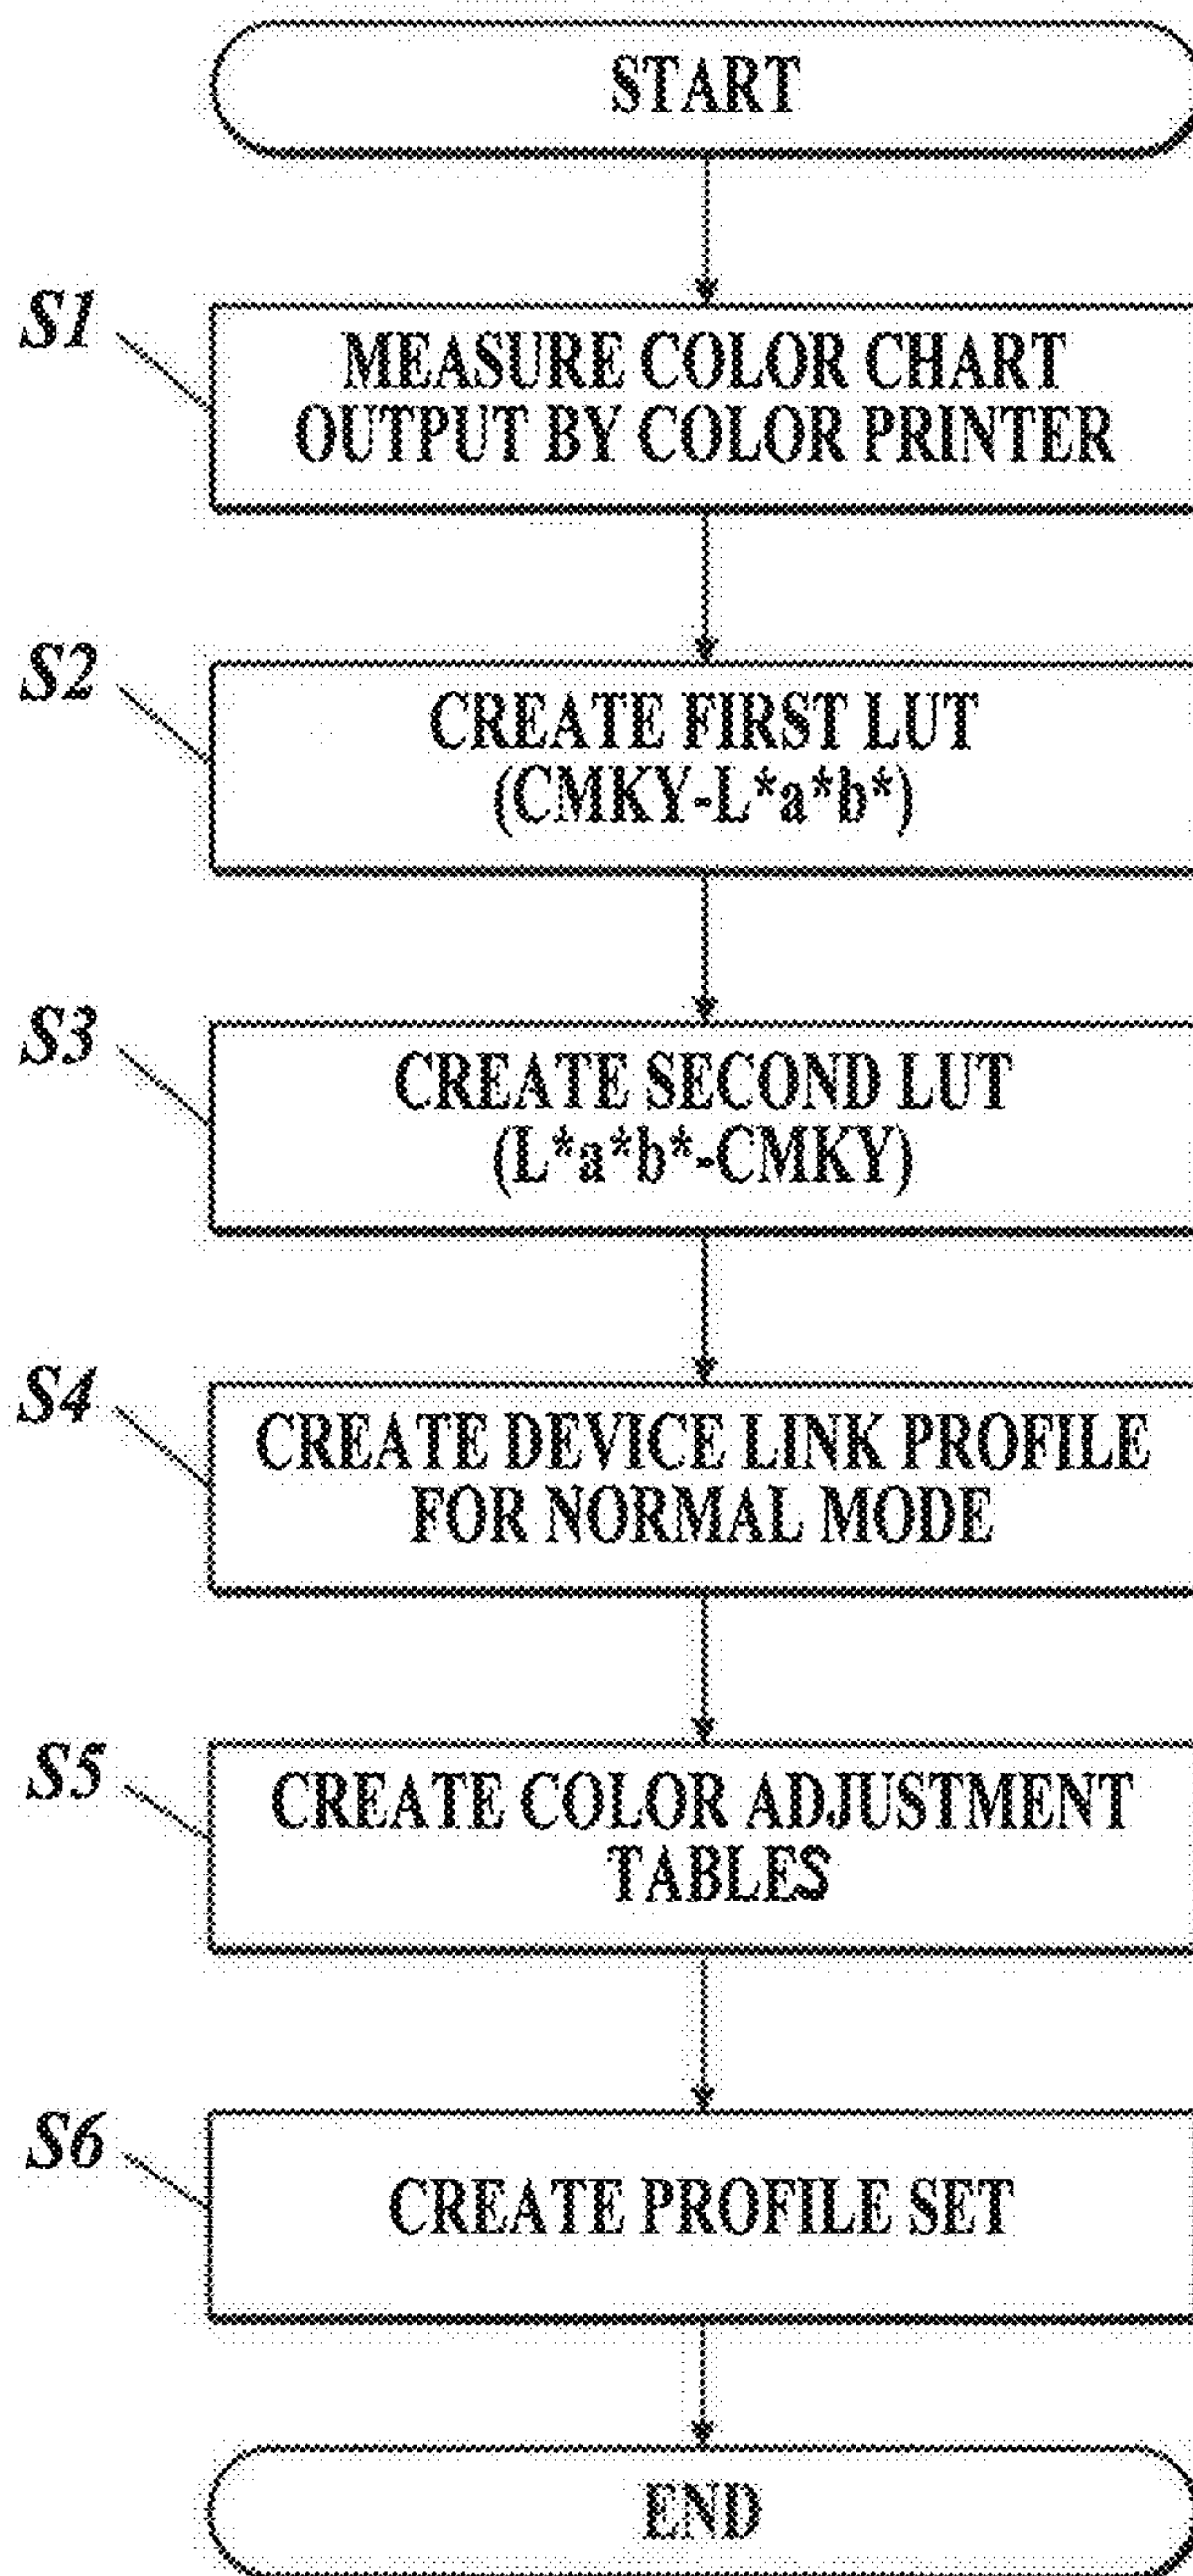 START
S1
MEASURE COLOR CHART
OUTPUT BY COLOR PRINTER
S2
CREATE FIRST LUT
(CMKY-L*a*b*)
S3
CREATE SECOND LUT
(L*a*b*-CMKY)
S4
CREATE DEVICE LINK PROFILE
FOR NORMAL MODE
S5
CREATE COLOR ADJUSTMENT
TABLES
S6
CREATE PROFILE SET
END